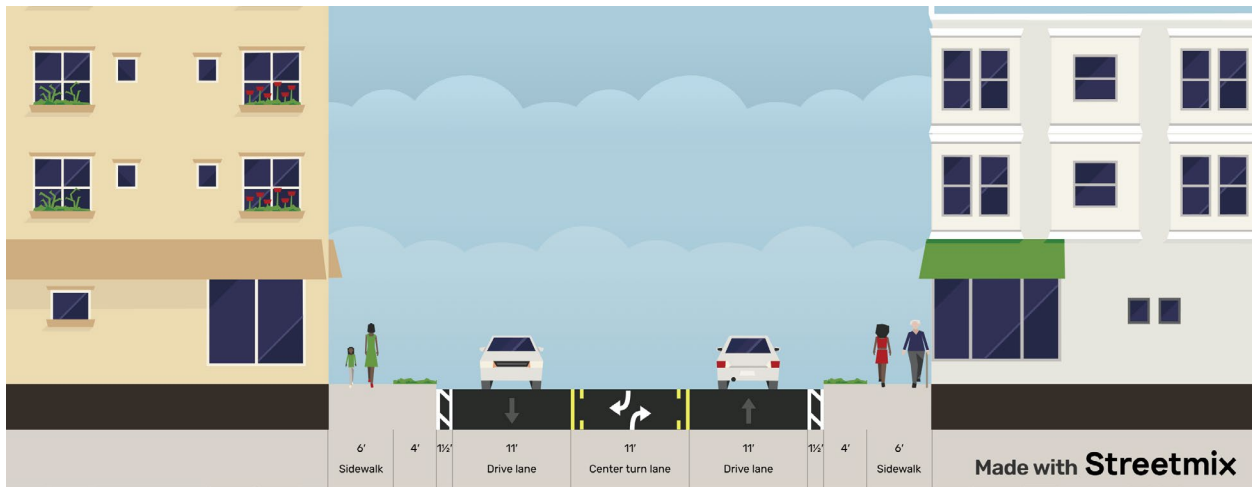 6' 4' 1½' 11' 11' 11' 1½' 4' 6'
Sidewalk Drive lane Center turn lane Drive lane Sidewalk
Made with Streetmix